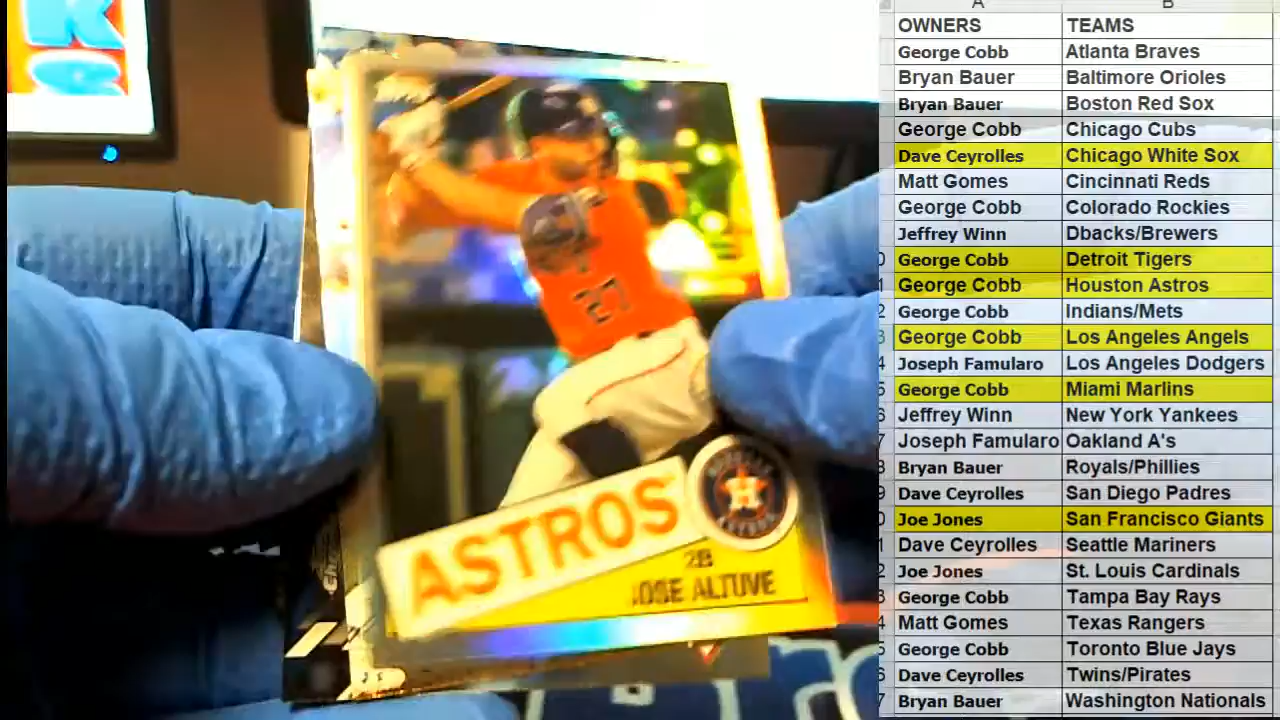 K
S
27
ASTROS
2B
JOSE ALTUVE
A B
OWNERS TEAMS
George Cobb Atlanta Braves
Bryan Bauer Baltimore Orioles
Bryan Bauer Boston Red Sox
George Cobb Chicago Cubs
Dave Ceyrolles Chicago White Sox
Matt Gomes Cincinnati Reds
George Cobb Colorado Rockies
Jeffrey Winn Dbacks/Brewers
George Cobb Detroit Tigers
George Cobb Houston Astros
George Cobb Indians/Mets
George Cobb Los Angeles Angels
Joseph Famularo Los Angeles Dodgers
George Cobb Miami Marlins
Jeffrey Winn New York Yankees
Joseph Famularo Oakland A's
Bryan Bauer Royals/Phillies
Dave Ceyrolles San Diego Padres
Joe Jones San Francisco Giants
Dave Ceyrolles Seattle Mariners
Joe Jones St. Louis Cardinals
George Cobb Tampa Bay Rays
Matt Gomes Texas Rangers
George Cobb Toronto Blue Jays
Dave Ceyrolles Twins/Pirates
Bryan Bauer Washington Nationals